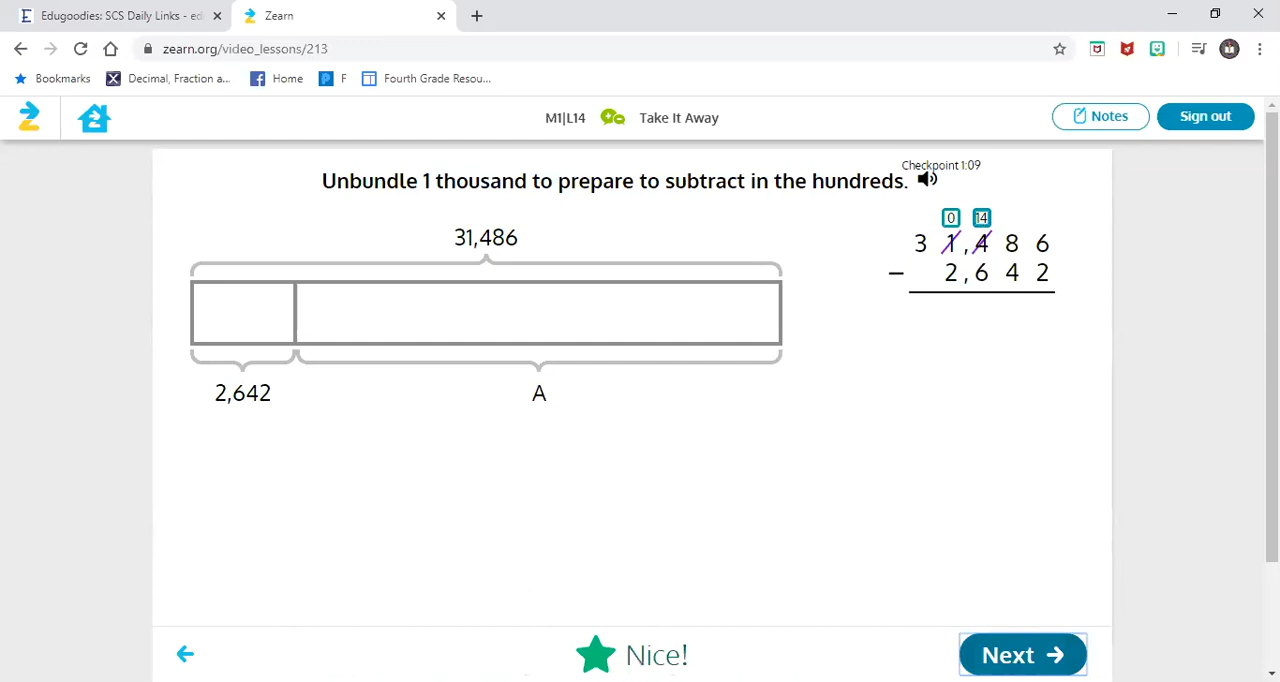 Edugoodies: SCS Daily Links - ed
Zearn
zearn.org/video_lessons/213
Bookmarks
Decimal, Fraction a...
Home
F
Fourth Grade Resou...
M1|L14
Take It Away
Notes
Sign out
Checkpoint 1:09
Unbundle 1 thousand to prepare to subtract in the hundreds.
31,486
2,642
A
0 14
3 1,4 8 6
− 2,6 4 2
Nice!
Next